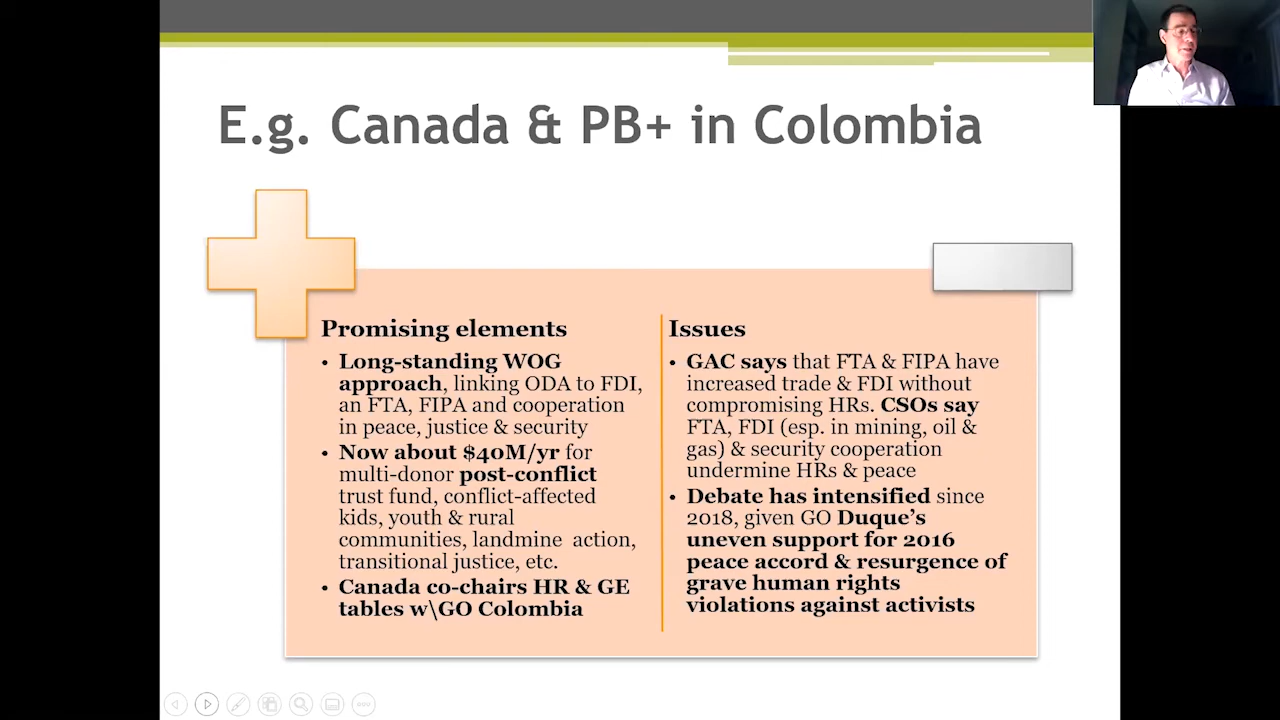 E.g. Canada & PB+ in Colombia
Promising elements
• Long-standing WOG
approach, linking ODA to FDI,
an FTA, FIPA and cooperation
in peace, justice & security
• Now about $40M/yr for
multi-donor post-conflict
trust fund, conflict-affected
kids, youth & rural
communities, landmine action,
transitional justice, etc.
• Canada co-chairs HR & GE
tables w\GO Colombia
Issues
• GAC says that FTA & FIPA have
increased trade & FDI without
compromising HRs. CSOs say
FTA, FDI (esp. in mining, oil &
gas) & security cooperation
undermine HRs & peace
• Debate has intensified since
2018, given GO Duque's
uneven support for 2016
peace accord & resurgence of
grave human rights
violations against activists